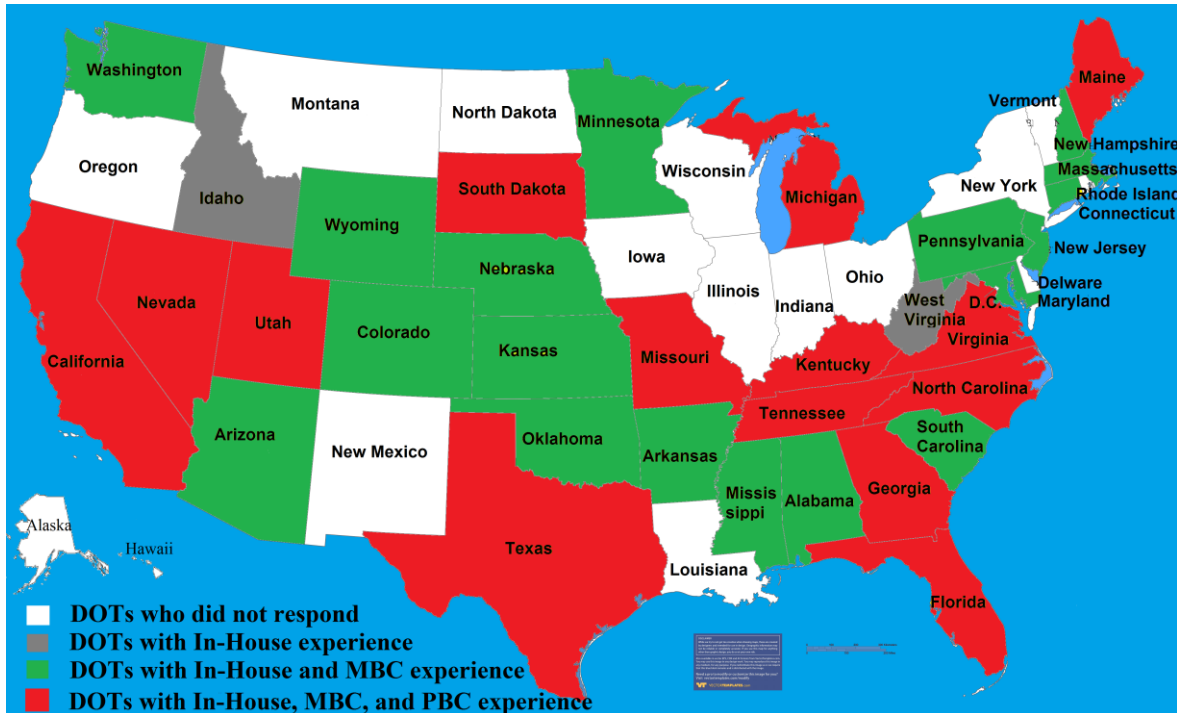 Washington
Montana
North Dakota
Minnesota
Maine
Vermont
Oregon
Idaho
South Dakota
Wisconsin
Michigan
New York
New Hampshire
Massachusetts
Rhode Island
Connecticut
Wyoming
Nebraska
Iowa
Illinois
Indiana
Ohio
Pennsylvania
New Jersey
Delware
Maryland
West
Virginia
D.C.
Virginia
Nevada
Utah
Colorado
Kansas
Missouri
Kentucky
California
North Carolina
Tennessee
Arizona
New Mexico
Oklahoma
Arkansas
South
Carolina
Missis
sippi
Alabama
Georgia
Texas
Louisiana
Florida
Alaska
Hawaii
DOTs who did not respond
DOTs with In-House experience
DOTs with In-House and MBC experience
DOTs with In-House, MBC, and PBC experience